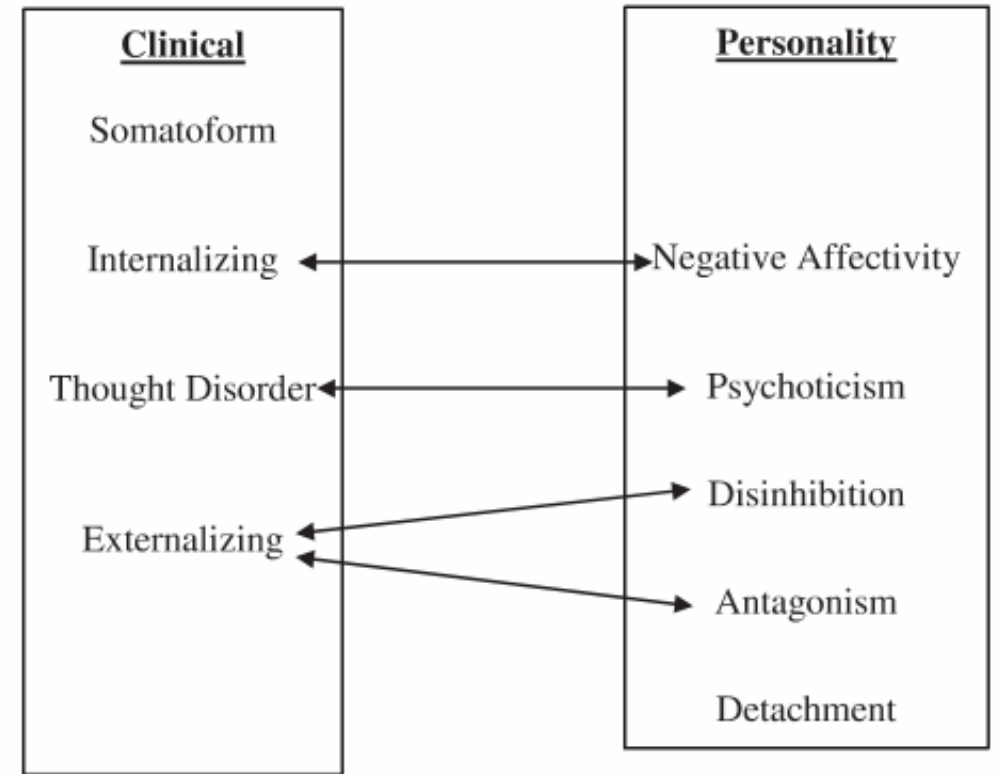 Clinical
Somatoform
Internalizing
Thought Disorder
Externalizing
Personality
Negative Affectivity
Psychoticism
Disinhibition
Antagonism
Detachment